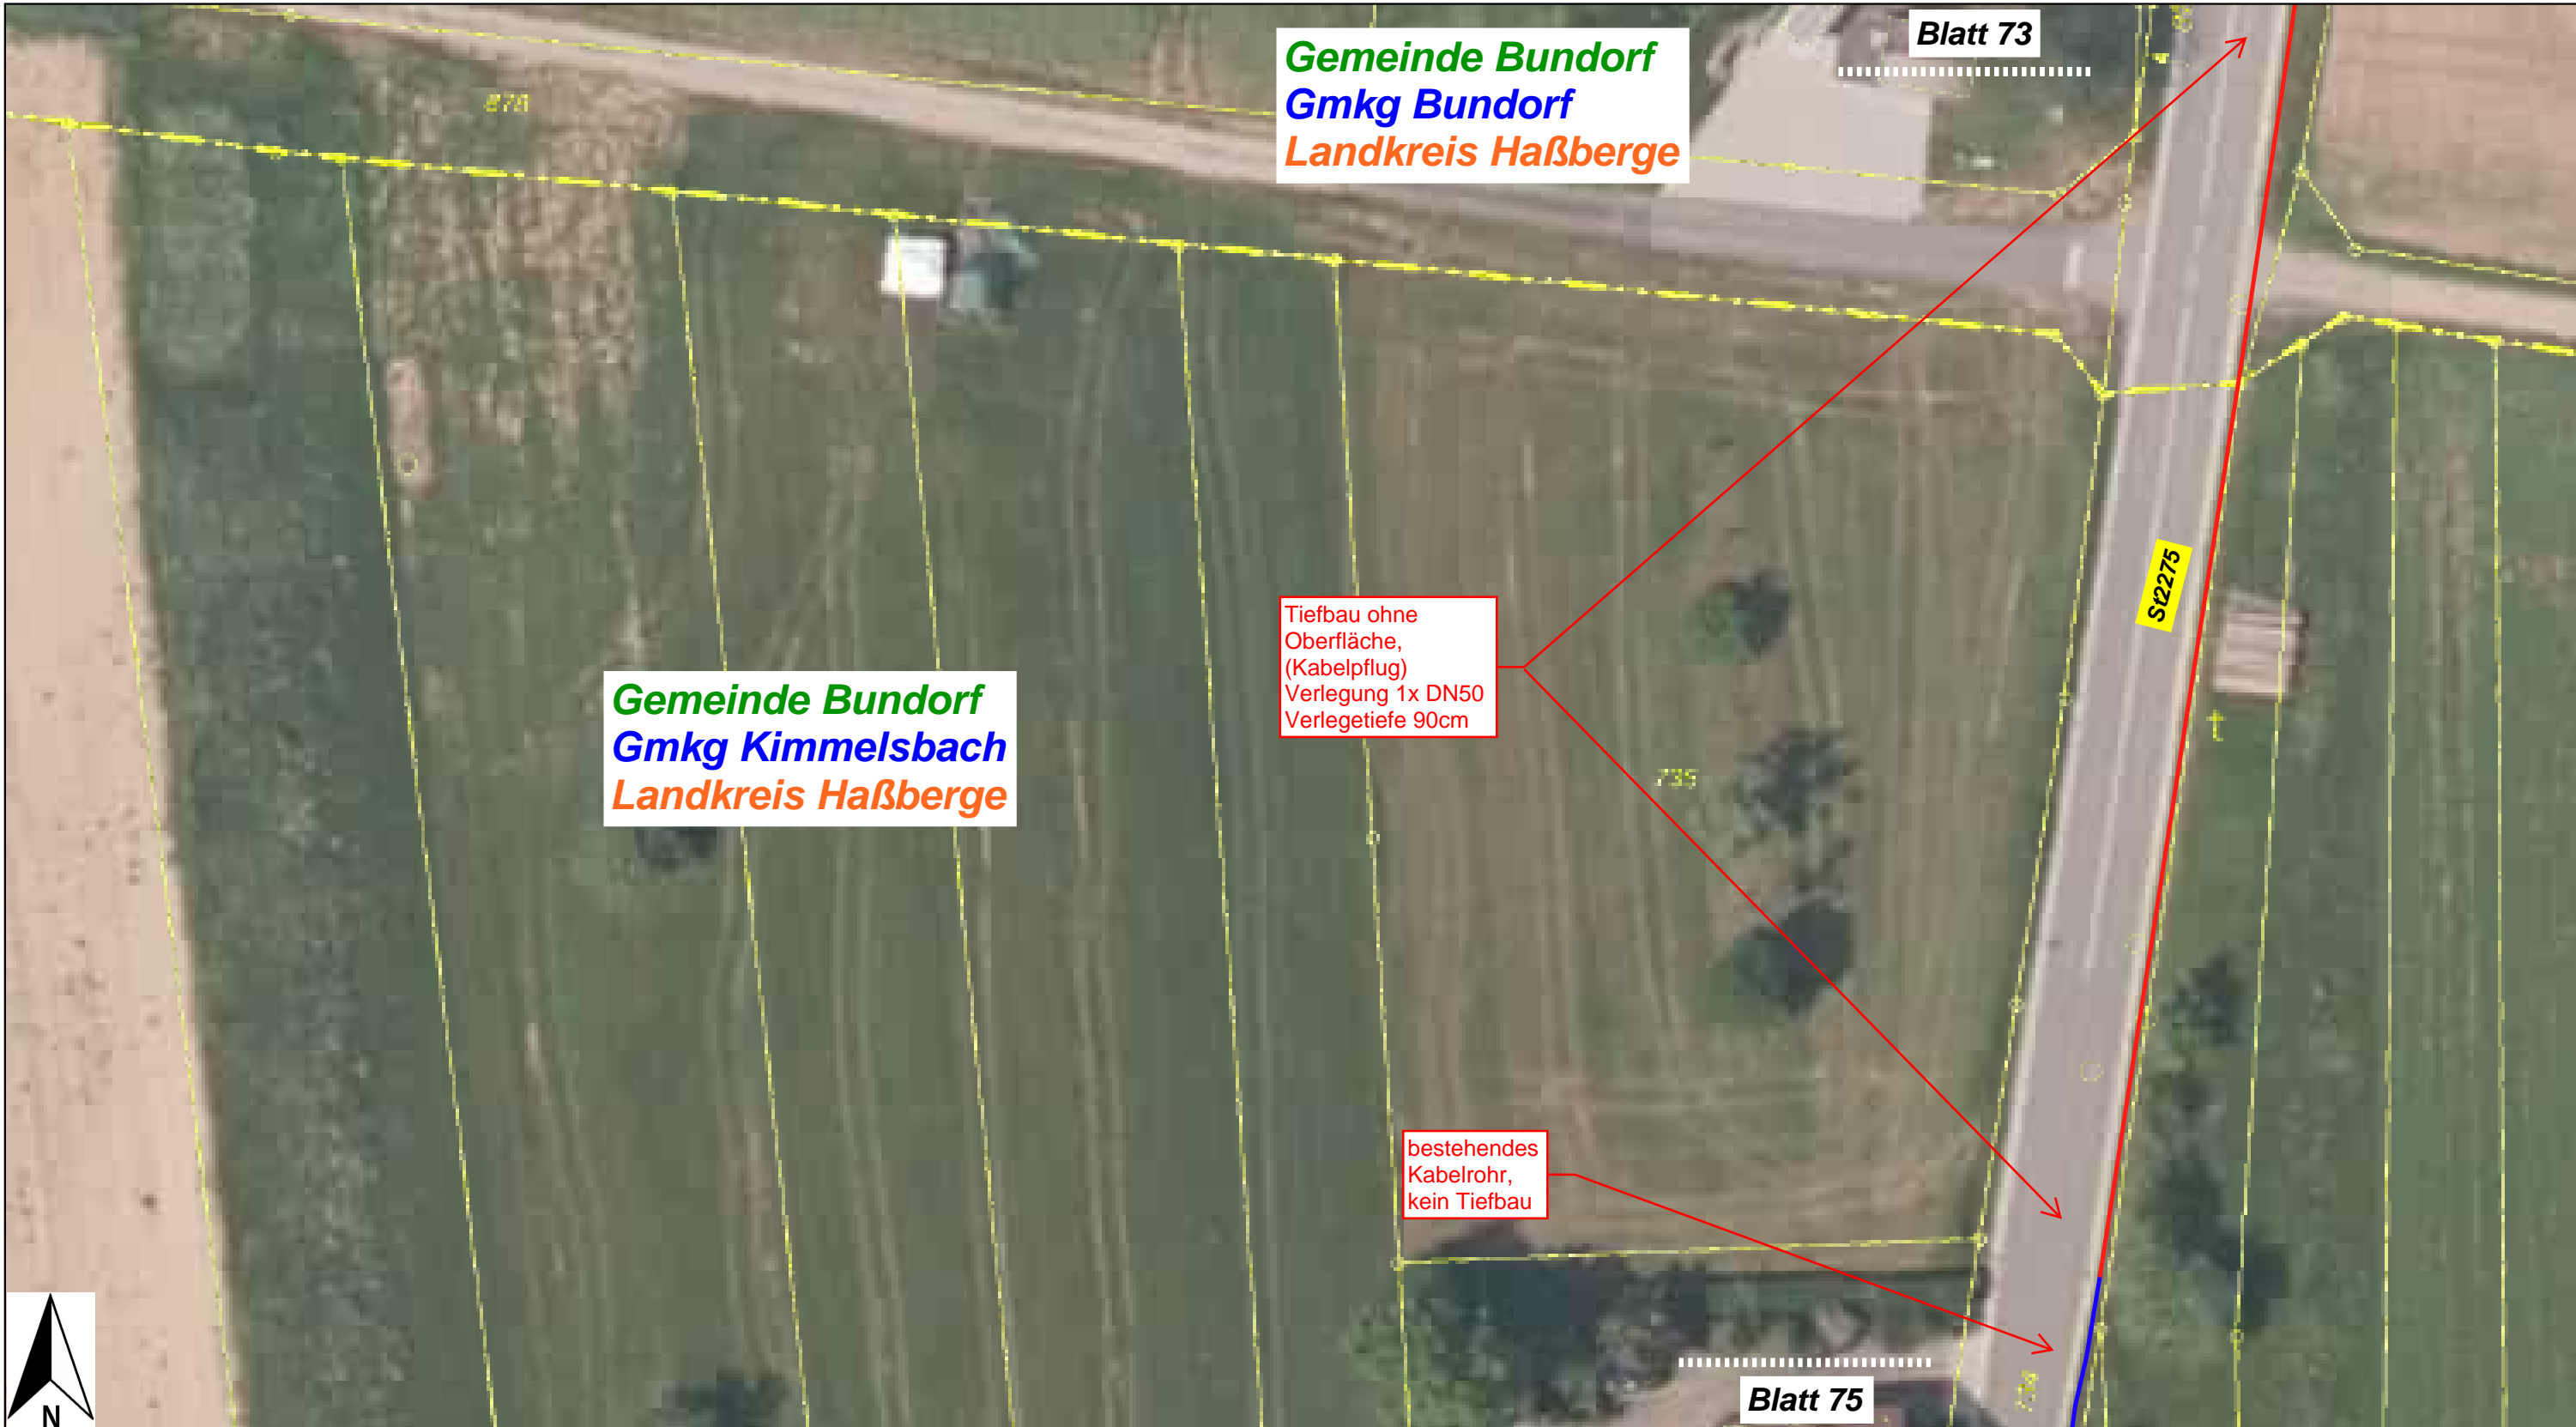 Blatt 73
Gemeinde Bundorf
Gmkg Bundorf
Landkreis Haßberge
878
St2275
Tiefbau ohne
Oberfläche,
(Kabelpflug)
Verlegung 1x DN50
Verlegetiefe 90cm
Gemeinde Bundorf
Gmkg Kimmelsbach
Landkreis Haßberge
735
bestehendes
Kabelrohr,
kein Tiefbau
Blatt 75
N